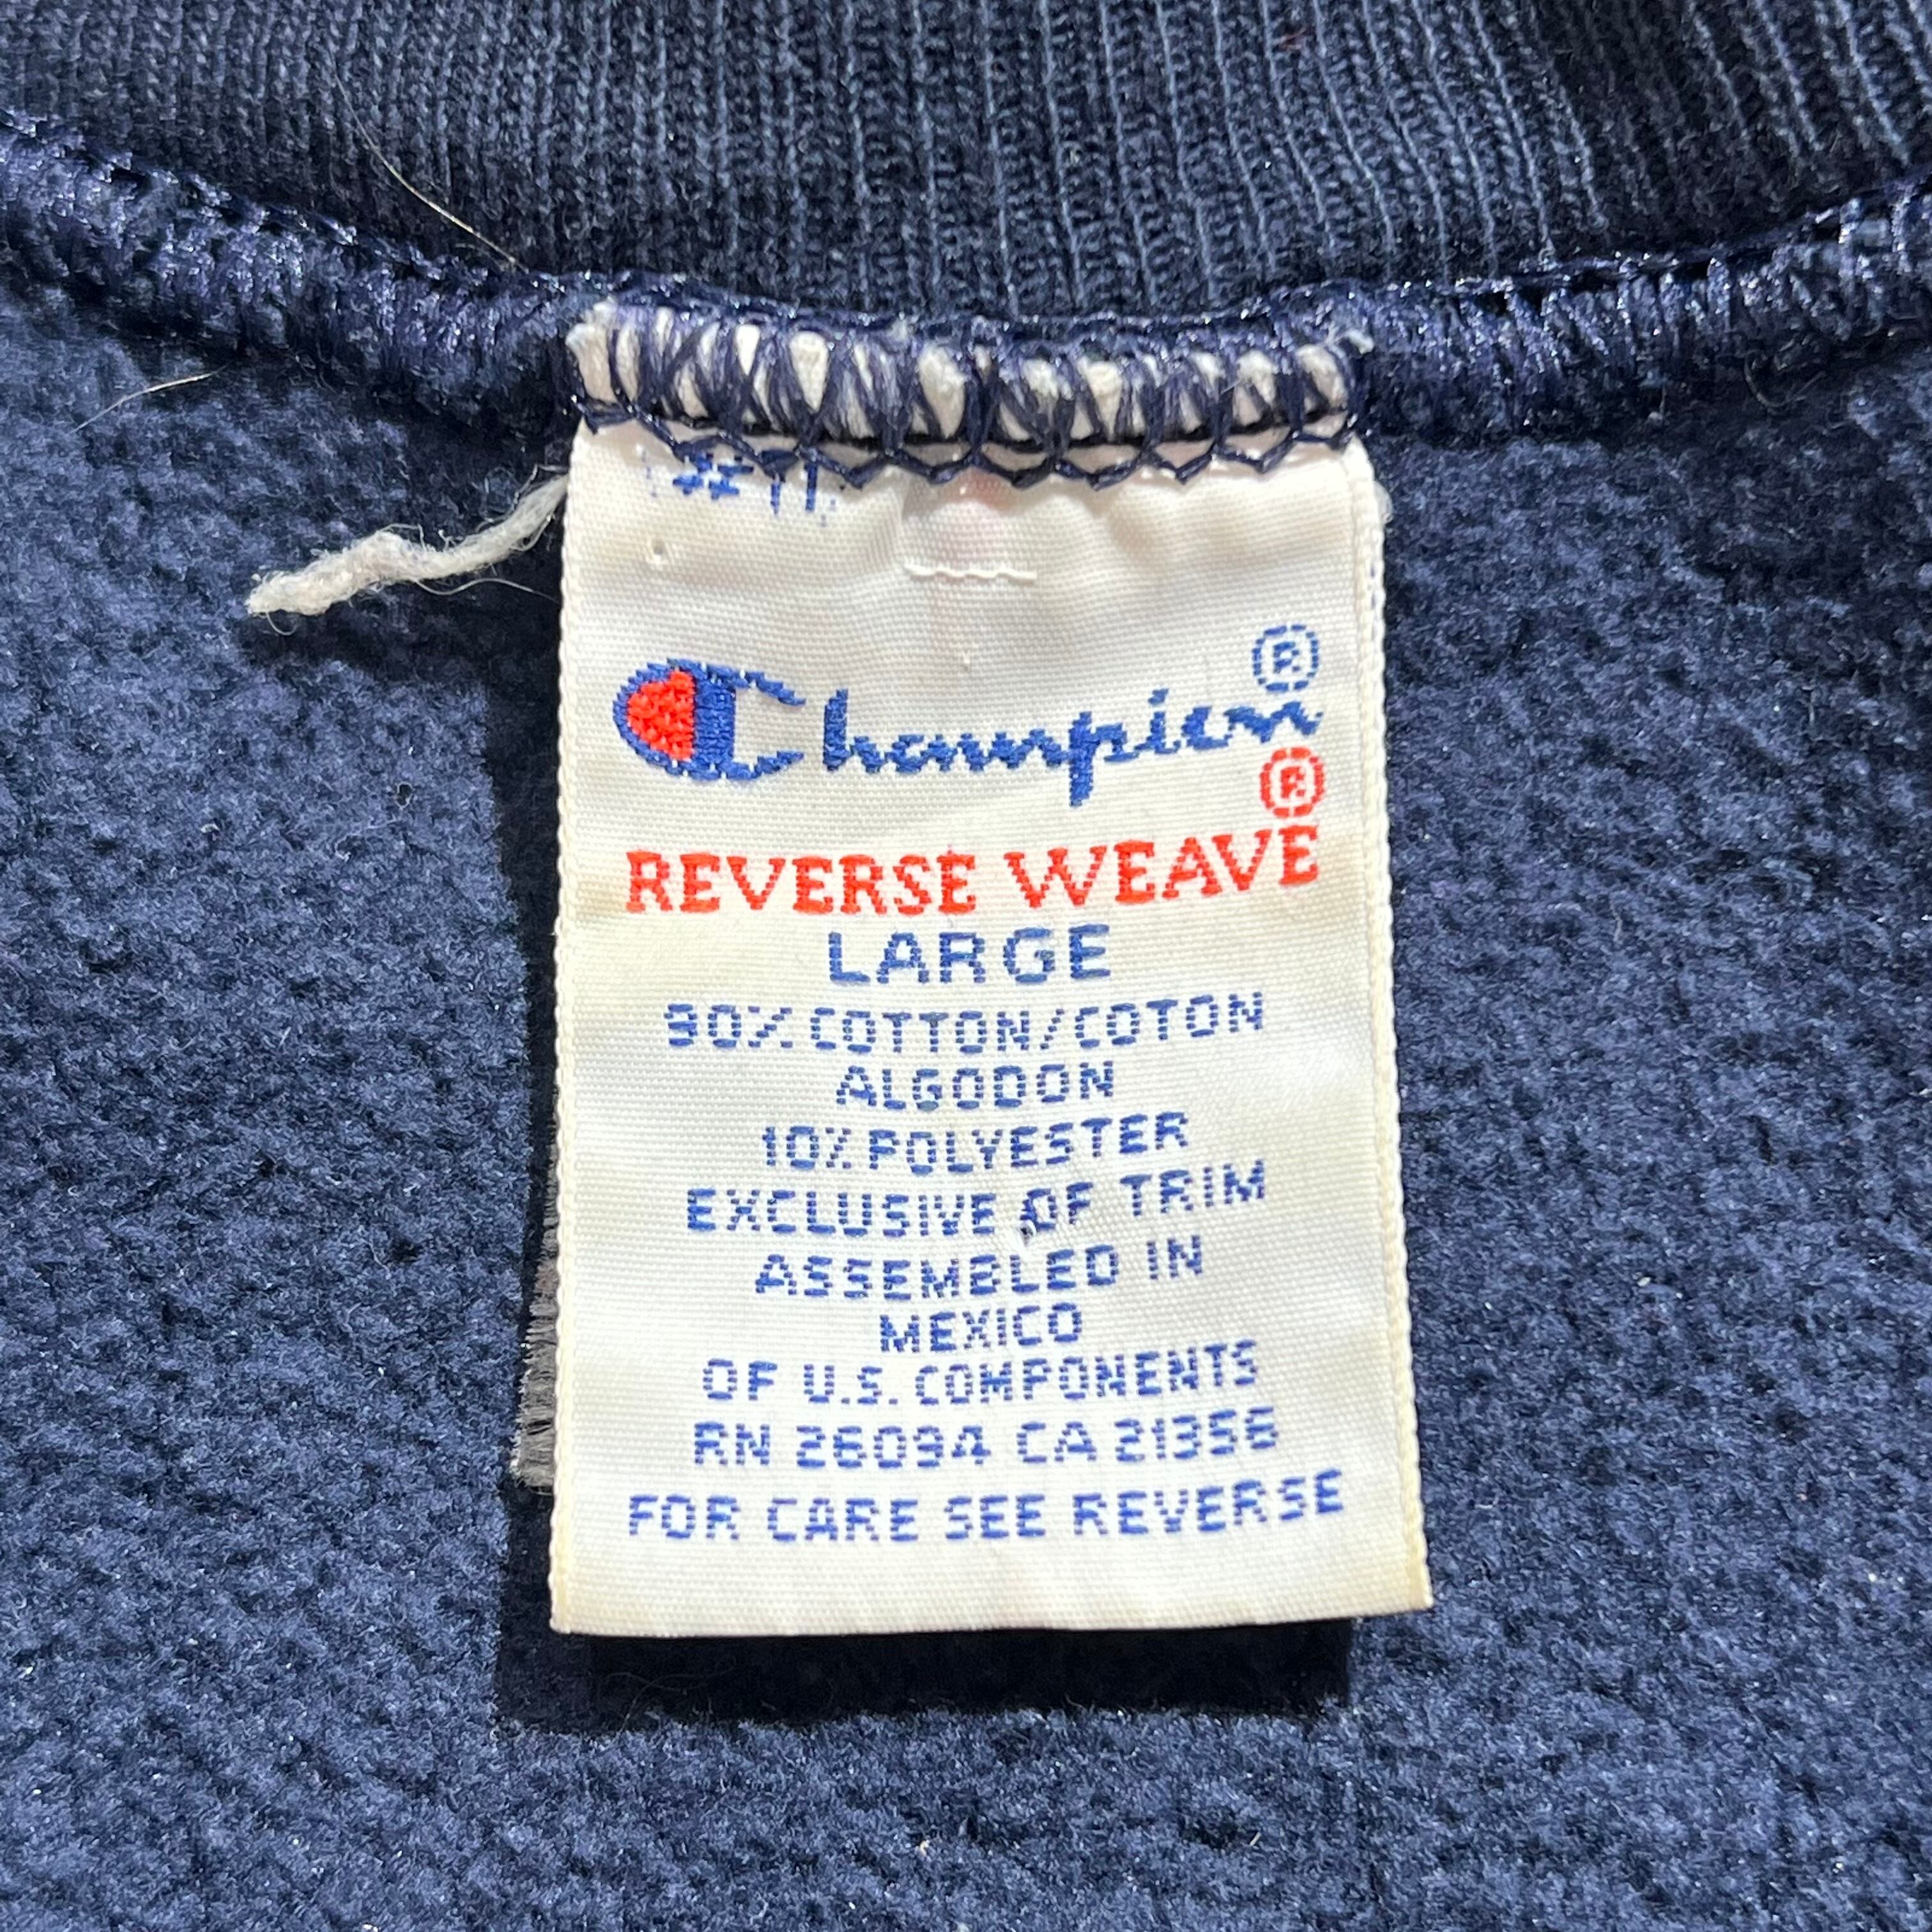 Champion®
REVERSE WEAVE®
LARGE
90% COTTON/COTON
ALGODON
10% POLYESTER
EXCLUSIVE OF TRIM
ASSEMBLED IN
MEXICO
OF U.S. COMPONENTS
RN 26094 CA 21356
FOR CARE SEE REVERSE